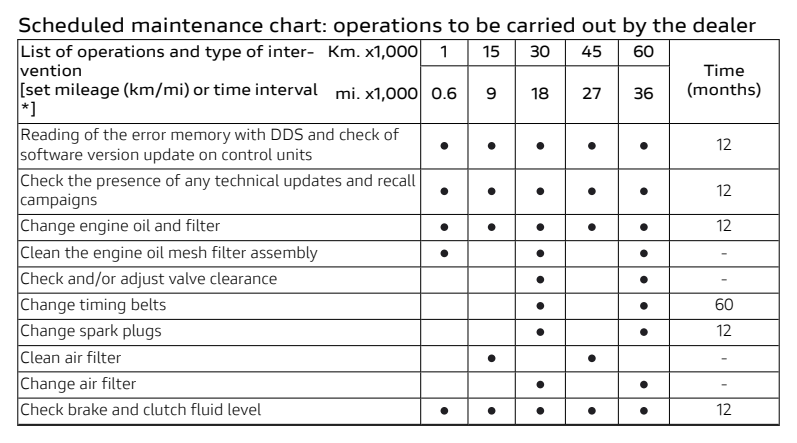 Scheduled maintenance chart: operations to be carried out by the dealer
List of operations and type of inter- Km. x1,000 1 15 30 45 60 Time
vention
[set mileage (km/mi) or time interval mi. x1,000 0.6 9 18 27 36 (months)
*]
Reading of the error memory with DDS and check of
software version update on control units ● ● ● ● ● 12
Check the presence of any technical updates and recall
campaigns ● ● ● ● ● 12
Change engine oil and filter ● ● ● ● ● 12
Clean the engine oil mesh filter assembly ● ● ● -
Check and/or adjust valve clearance ● ● -
Change timing belts ● ● 60
Change spark plugs ● ● 12
Clean air filter ● ● -
Change air filter ● ● -
Check brake and clutch fluid level ● ● ● ● ● 12